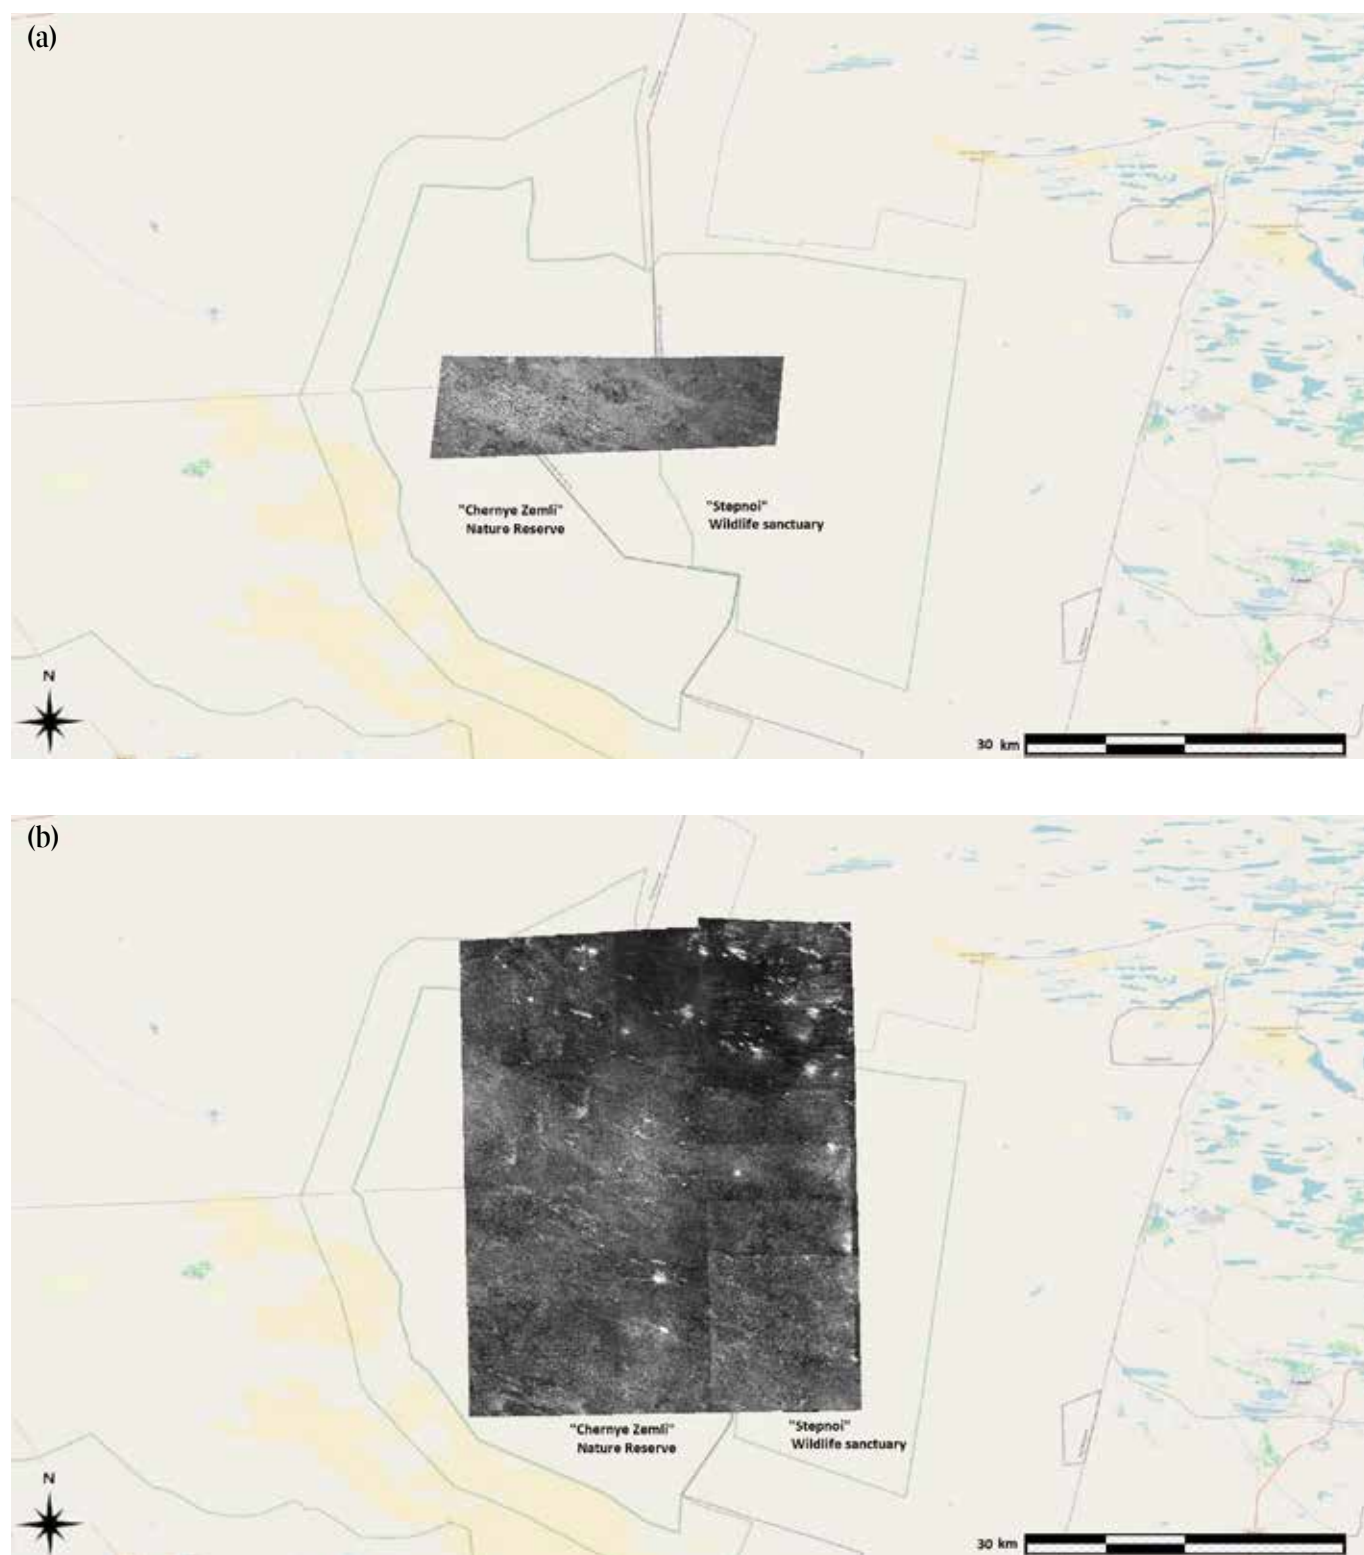 (a)
"Chernye Zemli"
Nature Reserve
"Stepnoi"
Wildlife sanctuary
N
30 km
(b)
"Chernye Zemli"
Nature Reserve
"Stepnoi"
Wildlife sanctuary
N
30 km